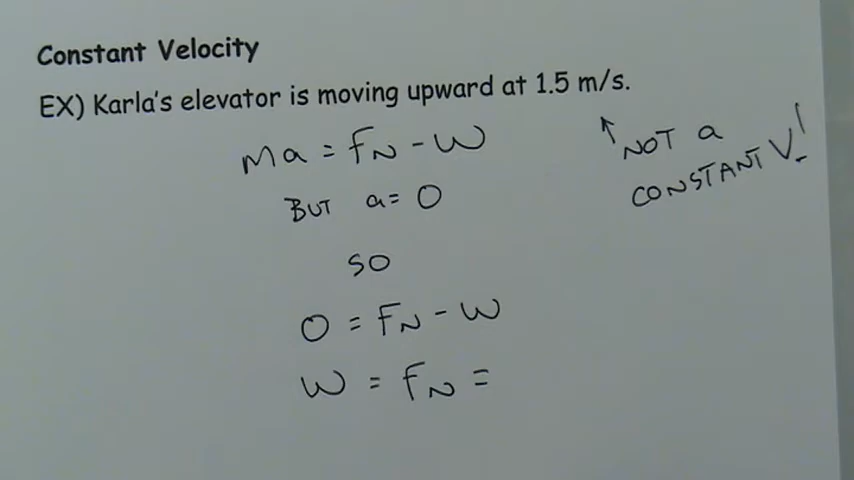 Constant Velocity
EX) Karla's elevator is moving upward at 1.5 m/s.
ma = FN - W
NOT a
CONSTANT V!
BUT a = 0
SO
0 = FN - W
W = FN =